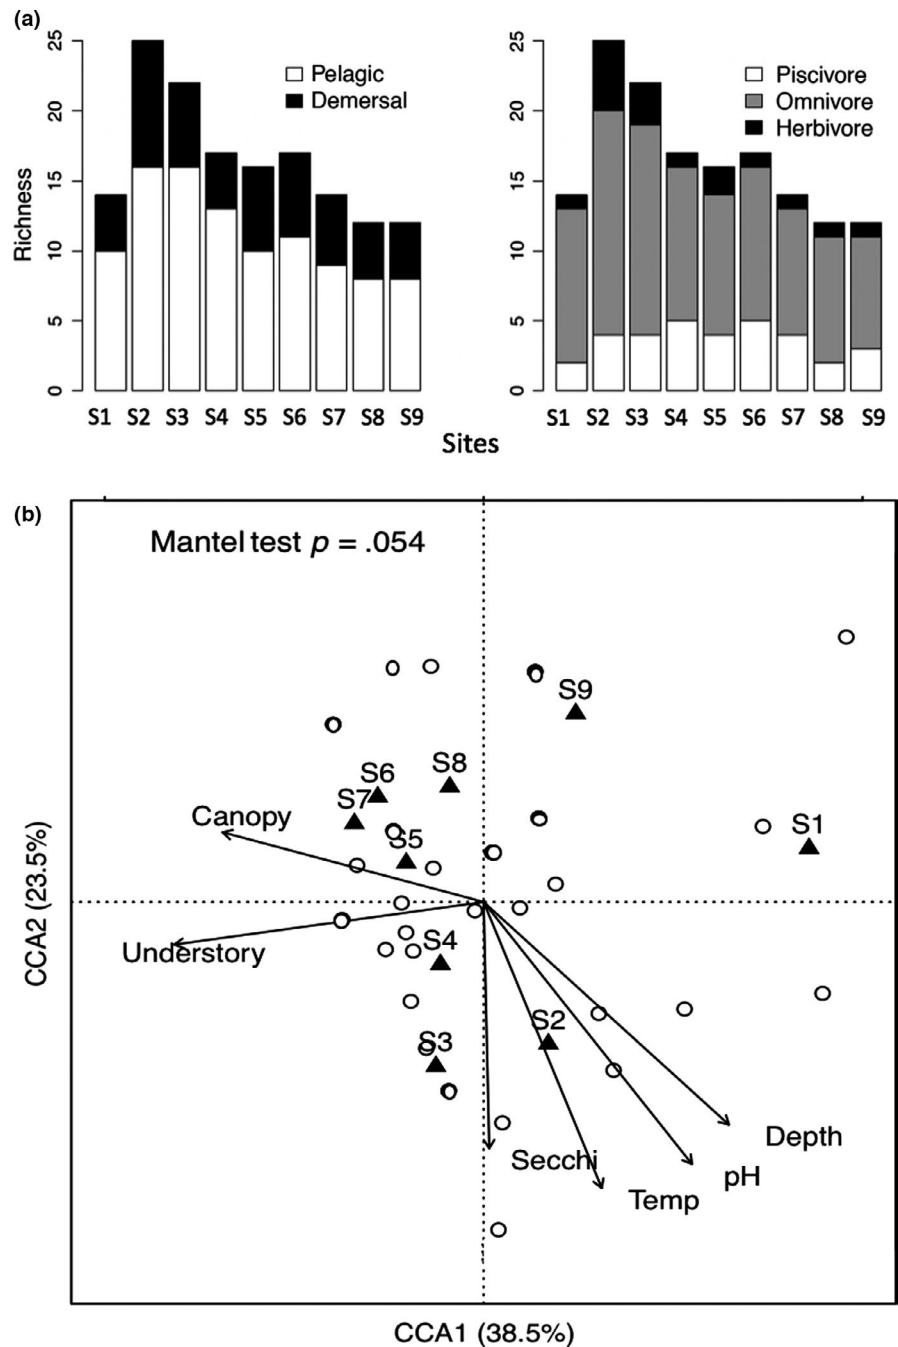 (a)
25
20
15
10
5
0
Richness
Pelagic
Demersal
S1 S2 S3 S4 S5 S6 S7 S8 S9
25
20
15
10
5
0
Piscivore
Omnivore
Herbivore
S1 S2 S3 S4 S5 S6 S7 S8 S9
Sites
(b)
Mantel test p = .054
S9
S8
S6
S7
Canopy
S5
S1
Understory
S4
S2
S3
Secchi
Depth
pH
Temp
CCA2 (23.5%)
CCA1 (38.5%)